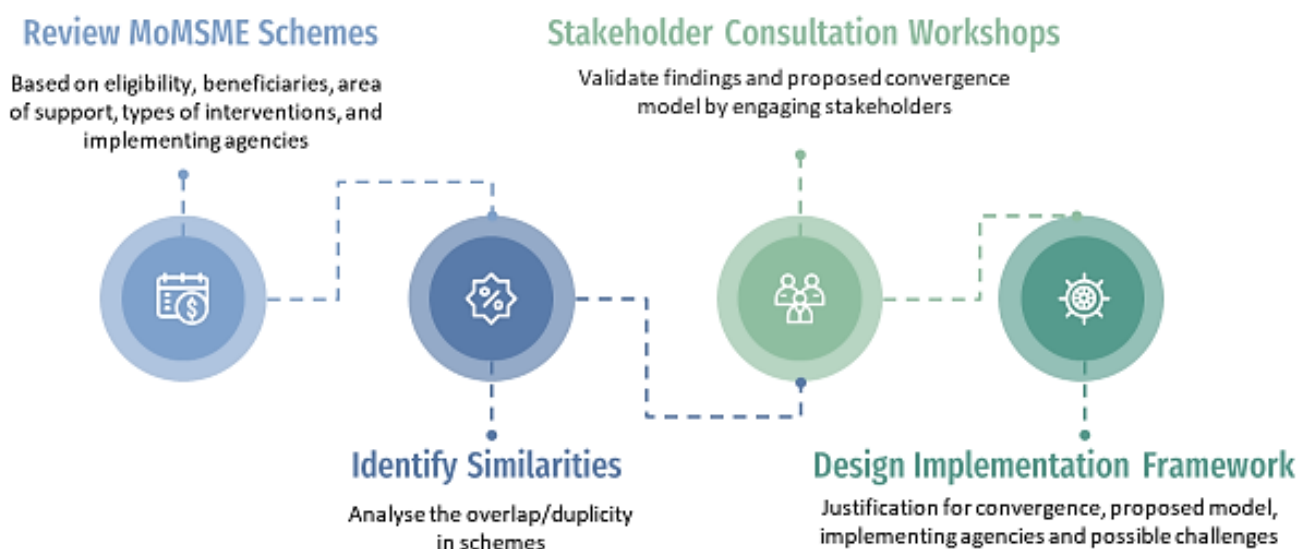 Review MoMSME Schemes
Based on eligibility, beneficiaries, area
of support, types of interventions, and
implementing agencies
Stakeholder Consultation Workshops
Validate findings and proposed convergence
model by engaging stakeholders
$
%
Identify Similarities
Analyse the overlap/duplicity
in schemes
Design Implementation Framework
Justification for convergence, proposed model,
implementing agencies and possible challenges